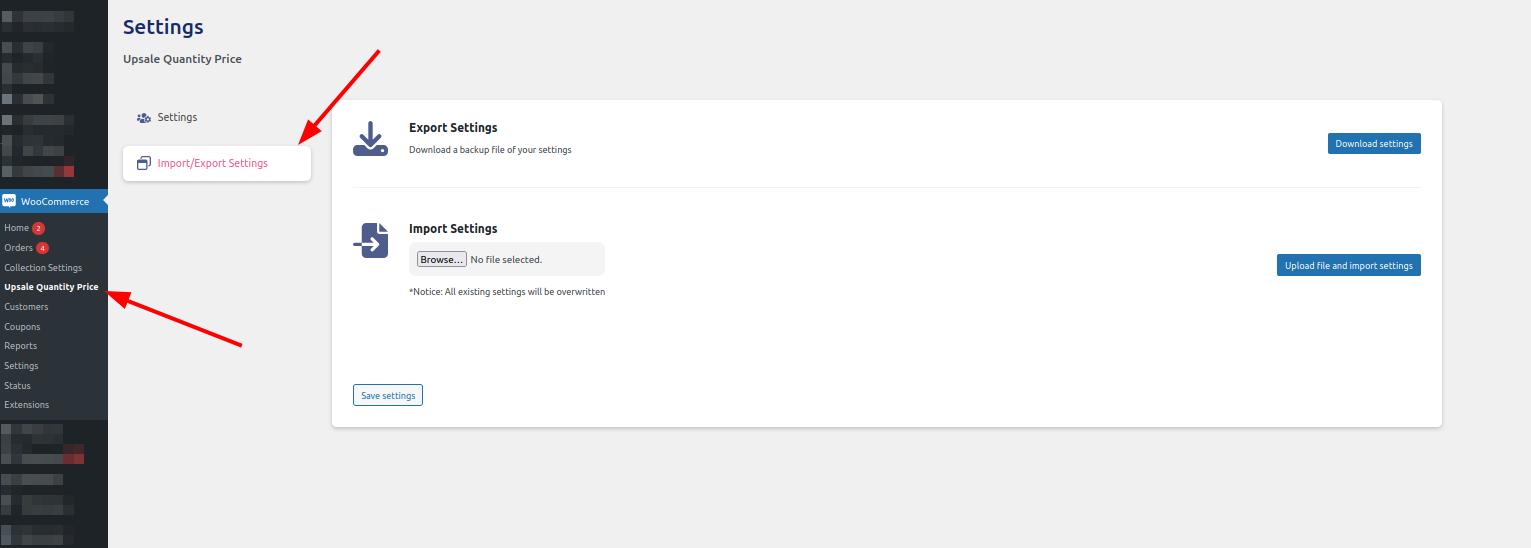 Settings
Upsale Quantity Price
Settings
Import/Export Settings
Export Settings
Download a backup file of your settings
Download settings
Import Settings
Browse... No file selected.
*Notice: All existing settings will be overwritten
Upload file and import settings
Save settings
WooCommerce
Home 2
Orders 4
Collection Settings
Upsale Quantity Price
Customers
Coupons
Reports
Settings
Status
Extensions